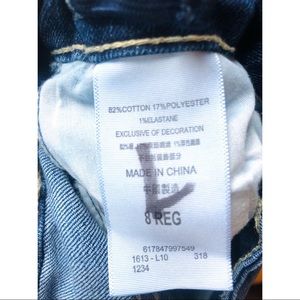 82%COTTON 17%POLYESTER
1%ELASTANE
EXCLUSIVE OF DECORATION
MADE IN CHINA
中國製造
8 REG
617847997549
1613-L10 318
1234